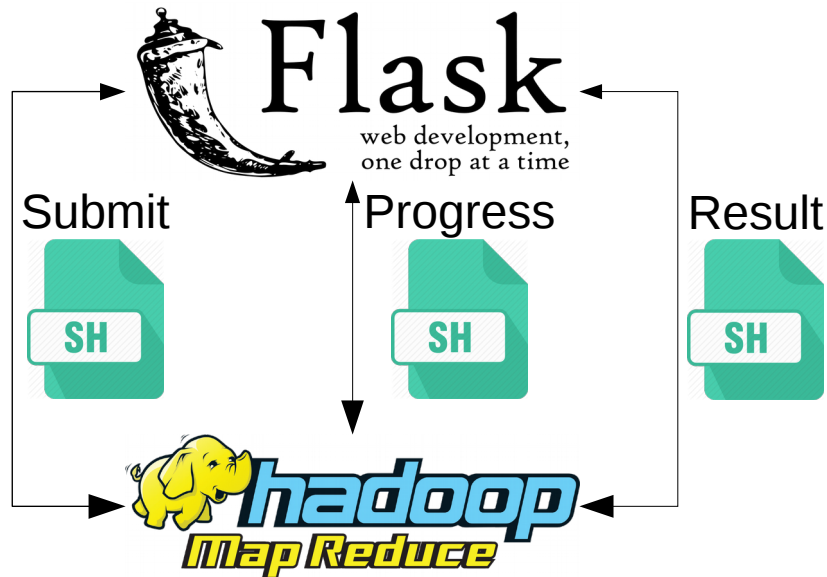 Flask
web development,
one drop at a time
Submit
Progress
Result
SH
SH
SH
hadoop
Map Reduce